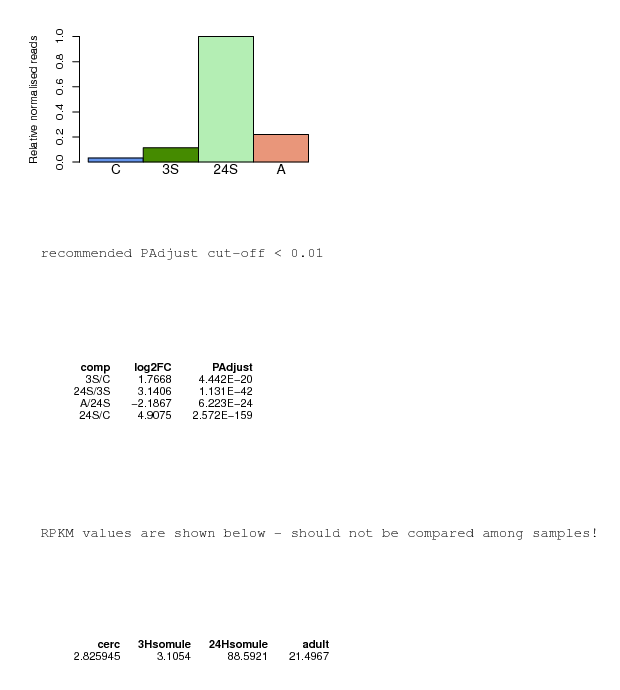 Relative normalised reads
1.0
0.8
0.6
0.4
0.2
0.0
C 3S 24S A
recommended PAdjust cut-off < 0.01
comp log2FC PAdjust
3S/C 1.7668 4.442E−20
24S/3S 3.1406 1.131E−42
A/24S −2.1867 6.223E−24
24S/C 4.9075 2.572E−159
RPKM values are shown below - should not be compared among samples!
cerc 3Hsomule 24Hsomule adult
2.825945 3.1054 88.5921 21.4967